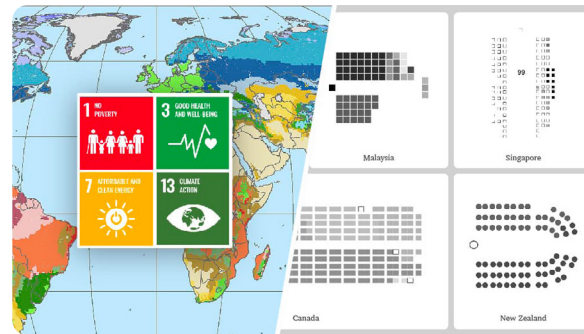 1 NO
POVERTY
3 GOOD HEALTH
AND WELL-BEING
7 AFFORDABLE AND
CLEAN ENERGY
13 CLIMATE
ACTION
Malaysia
99
Singapore
Canada
New Zealand